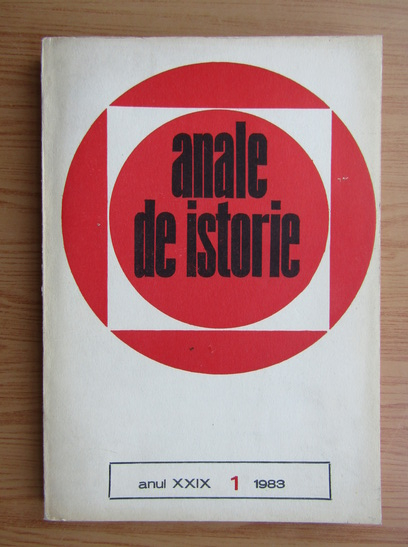 anale
de istorie
anul XXIX 1 1983